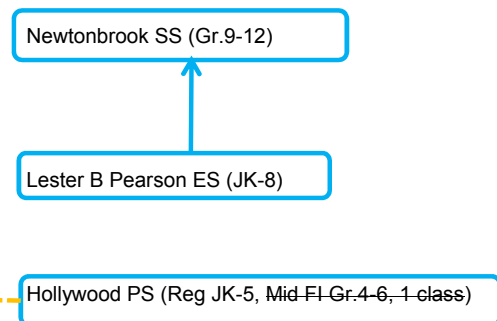 Newtonbrook SS (Gr.9-12)
Lester B Pearson ES (JK-8)
Hollywood PS (Reg JK-5, Mid FI Gr.4-6, 1 class)